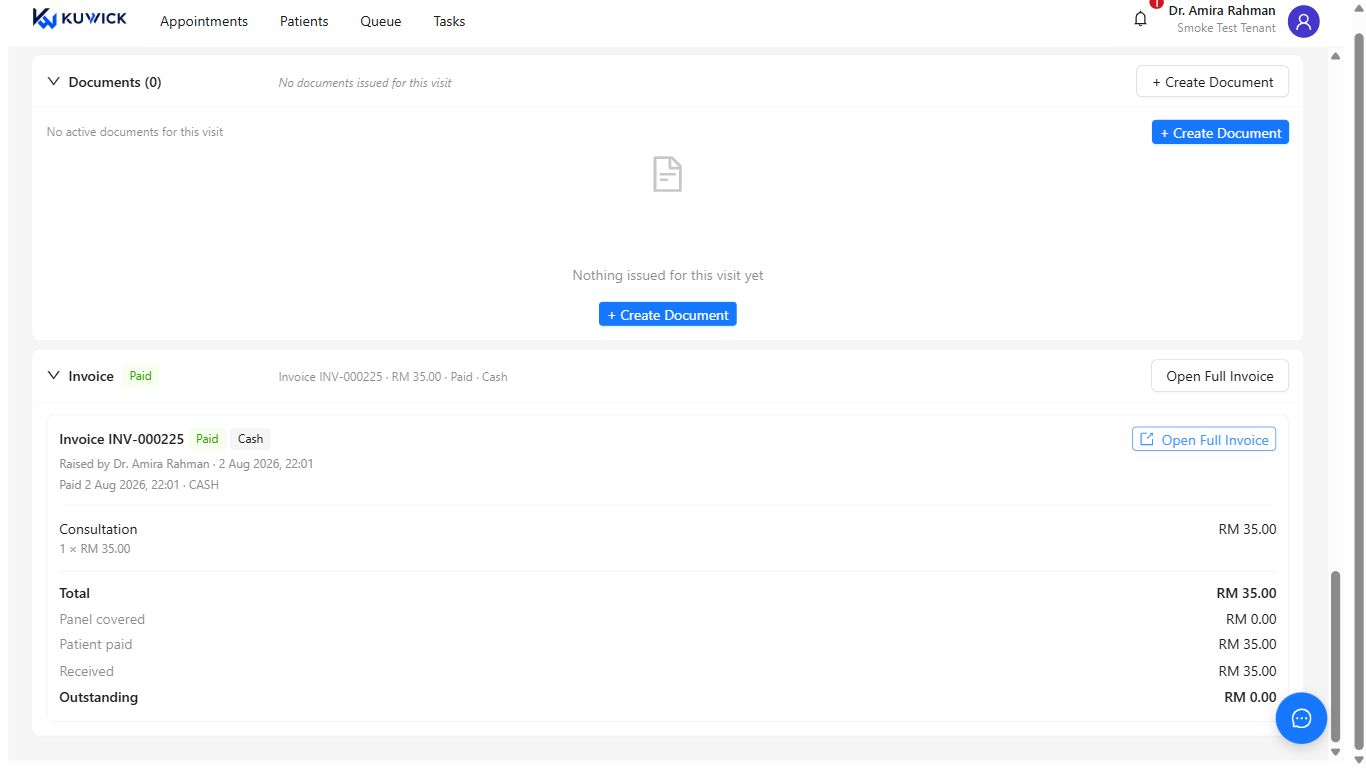 KUWICK Appointments Patients Queue Tasks Dr. Amira Rahman
Smoke Test Tenant
Documents (0) No documents issued for this visit + Create Document
No active documents for this visit + Create Document
Nothing issued for this visit yet
+ Create Document
Invoice Paid Invoice INV-000225 · RM 35.00 · Paid · Cash Open Full Invoice
Invoice INV-000225 Paid Cash Open Full Invoice
Raised by Dr. Amira Rahman · 2 Aug 2026, 22:01
Paid 2 Aug 2026, 22:01 · CASH
Consultation RM 35.00
1 × RM 35.00
Total RM 35.00
Panel covered RM 0.00
Patient paid RM 35.00
Received RM 35.00
Outstanding RM 0.00